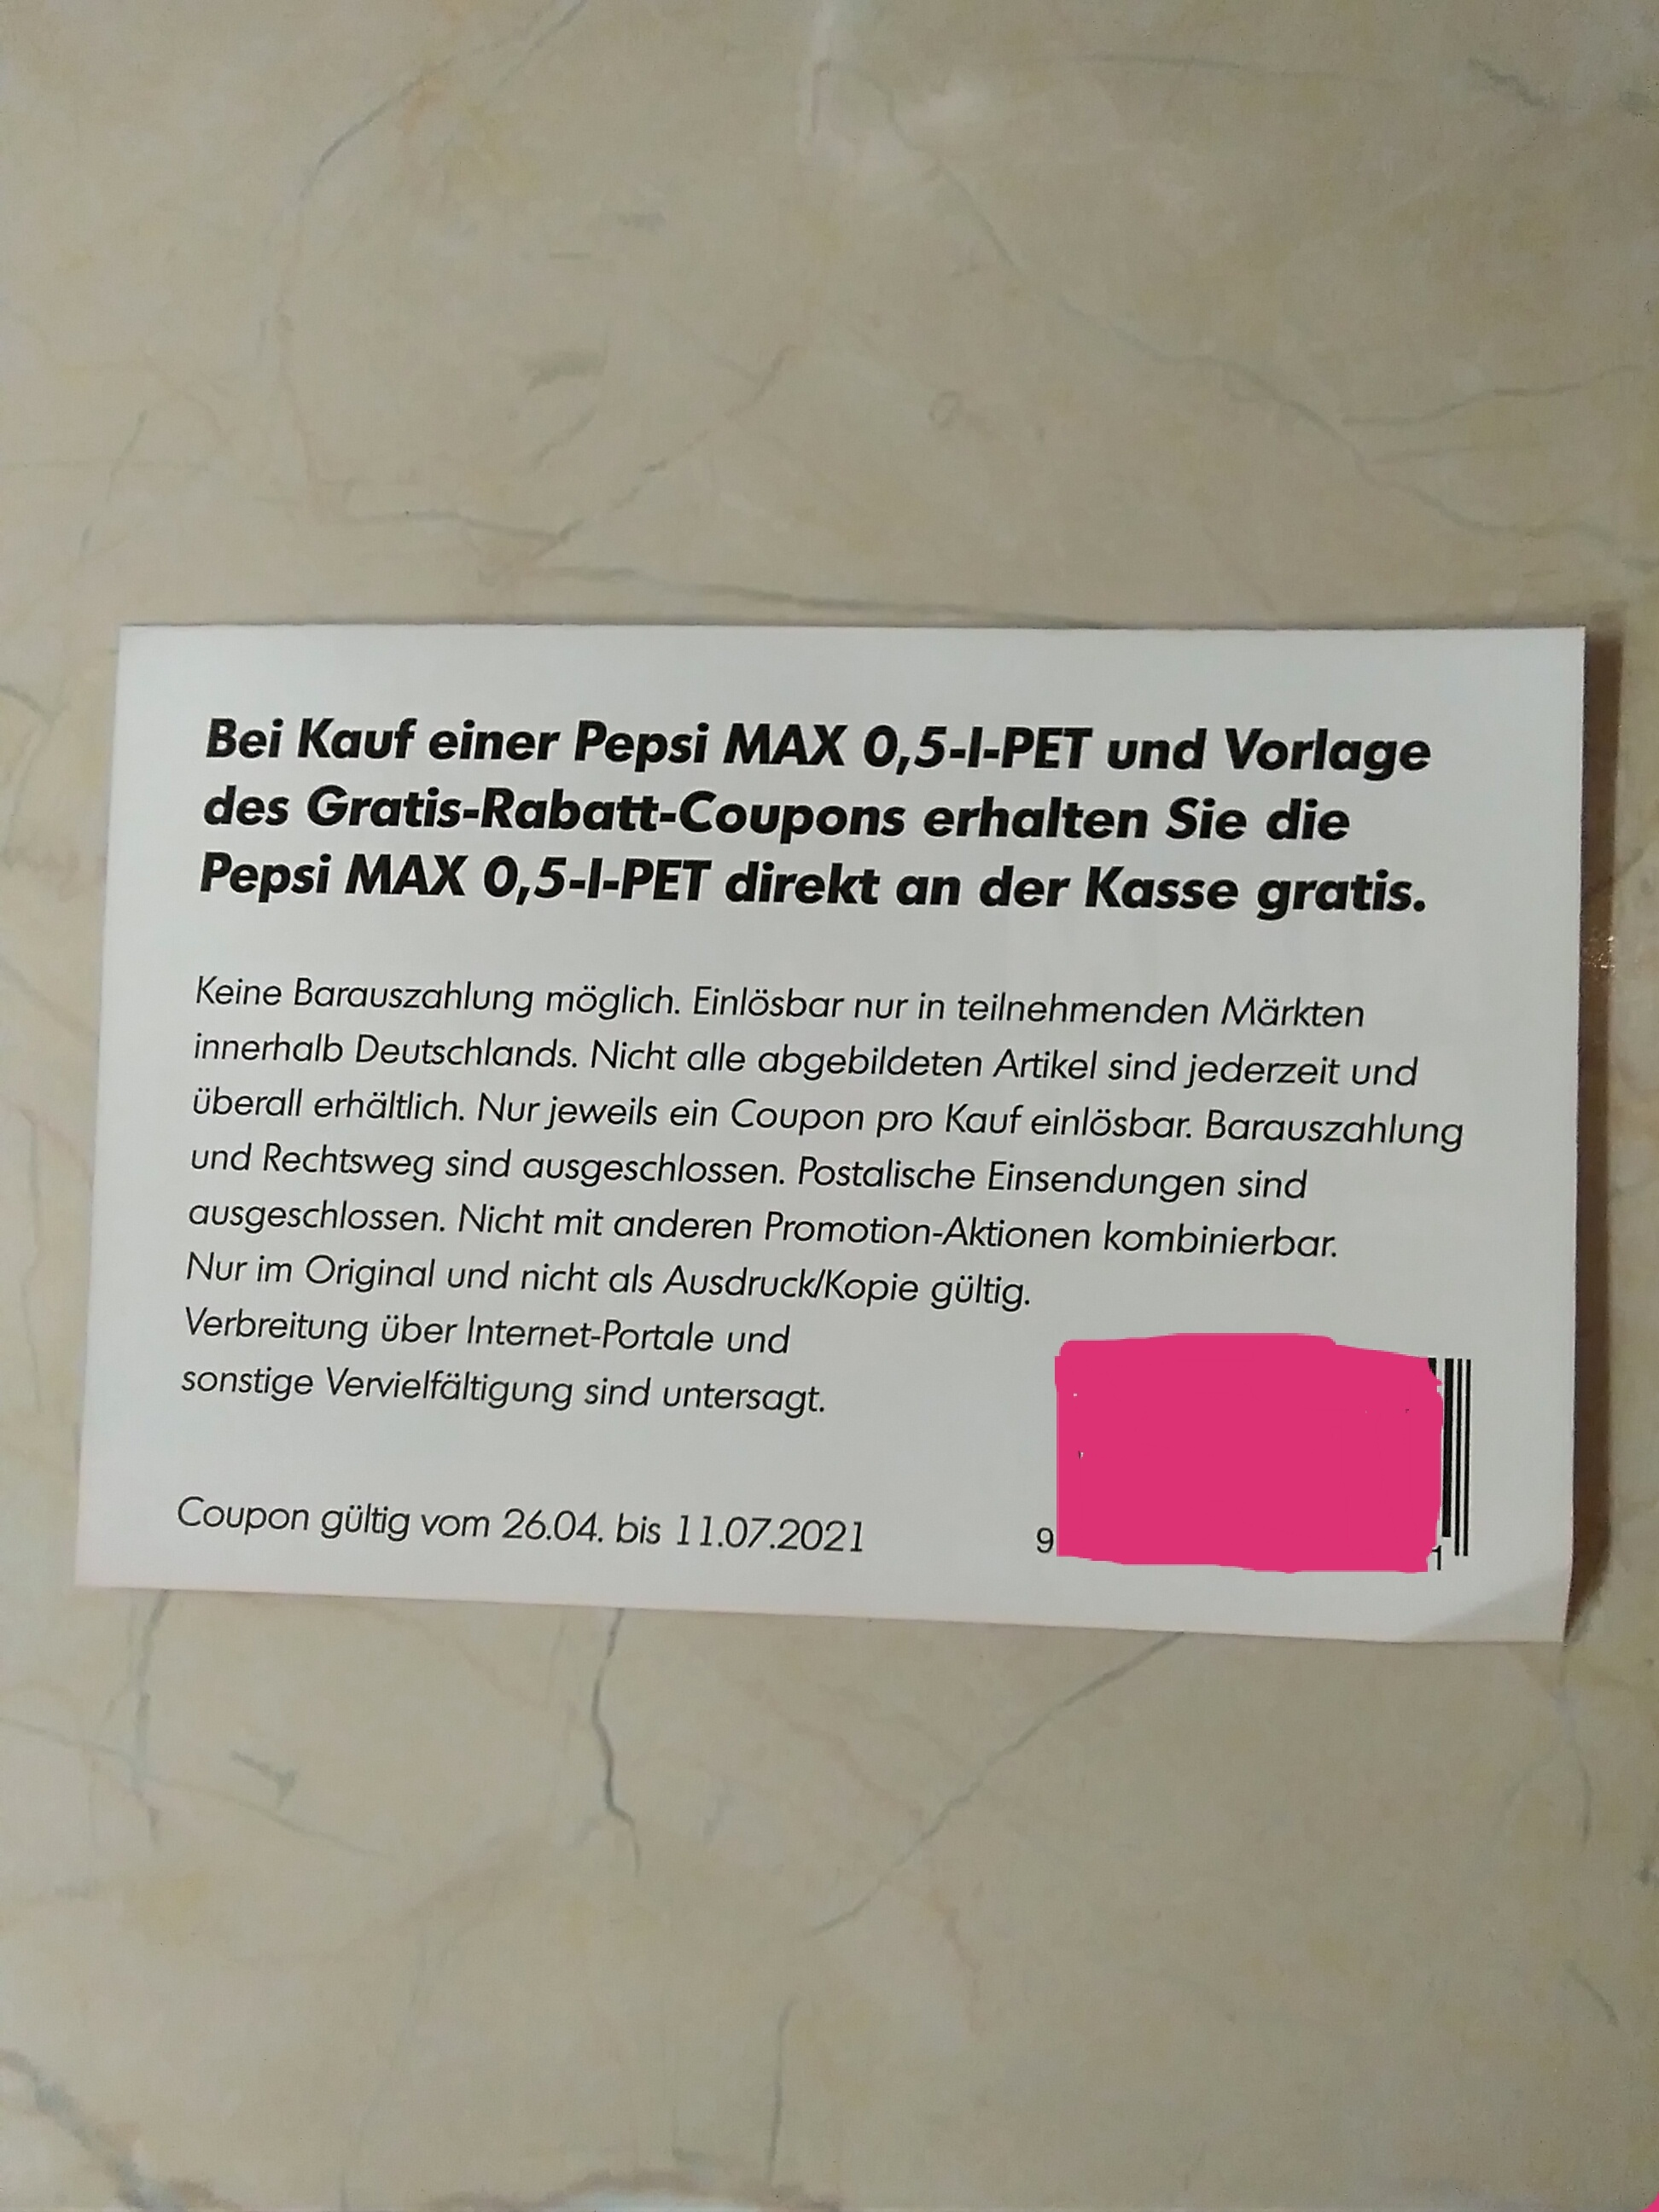 Bei Kauf einer Pepsi MAX 0,5-l-PET und Vorlage
des Gratis-Rabatt-Coupons erhalten Sie die
Pepsi MAX 0,5-l-PET direkt an der Kasse gratis.
Keine Barauszahlung möglich. Einlösbar nur in teilnehmenden Märkten
innerhalb Deutschlands. Nicht alle abgebildeten Artikel sind jederzeit und
überall erhältlich. Nur jeweils ein Coupon pro Kauf einlösbar. Barauszahlung
und Rechtsweg sind ausgeschlossen. Postalische Einsendungen sind
ausgeschlossen. Nicht mit anderen Promotion-Aktionen kombinierbar.
Nur im Original und nicht als Ausdruck/Kopie gültig.
Verbreitung über Internet-Portale und
sonstige Vervielfältigung sind untersagt.
Coupon gültig vom 26.04. bis 11.07.2021
9 1